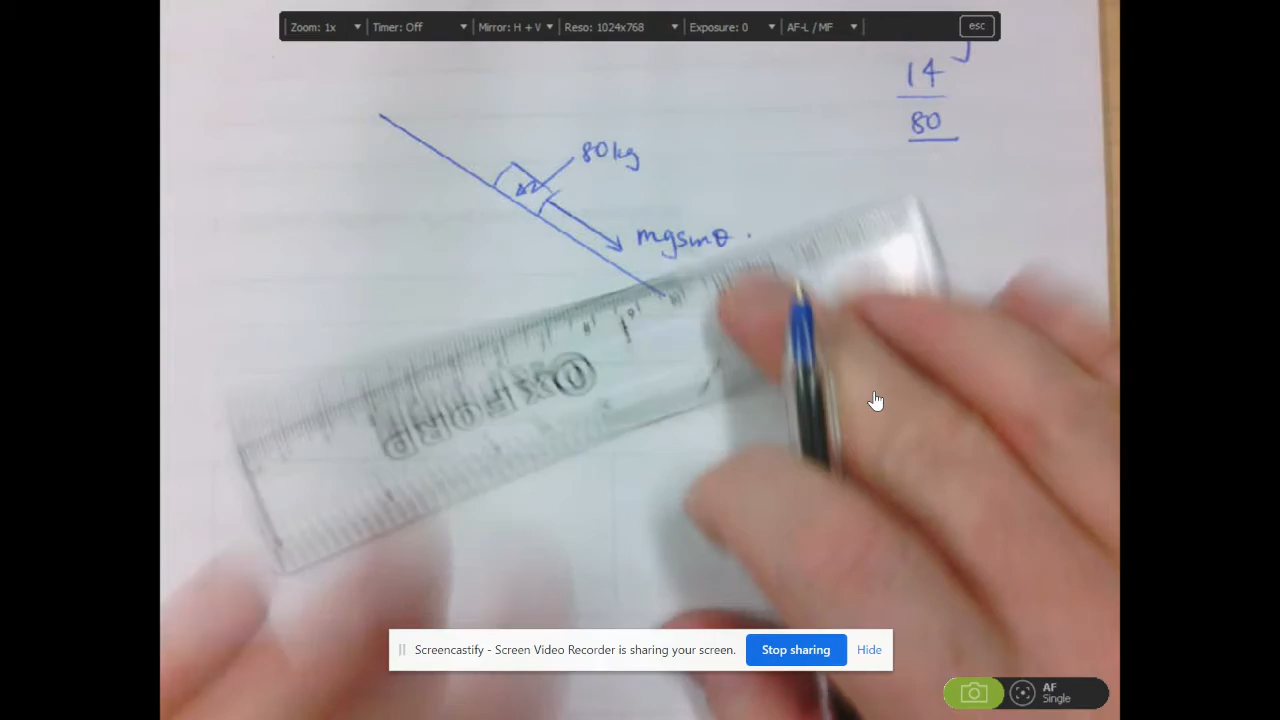 Zoom: 1x Timer: Off Mirror: H + V Reso: 1024x768 Exposure: 0 AF-L / MF esc
14
80
80kg
mgsinθ
OXFORD
Screencastify - Screen Video Recorder is sharing your screen. Stop sharing Hide
AF
Single